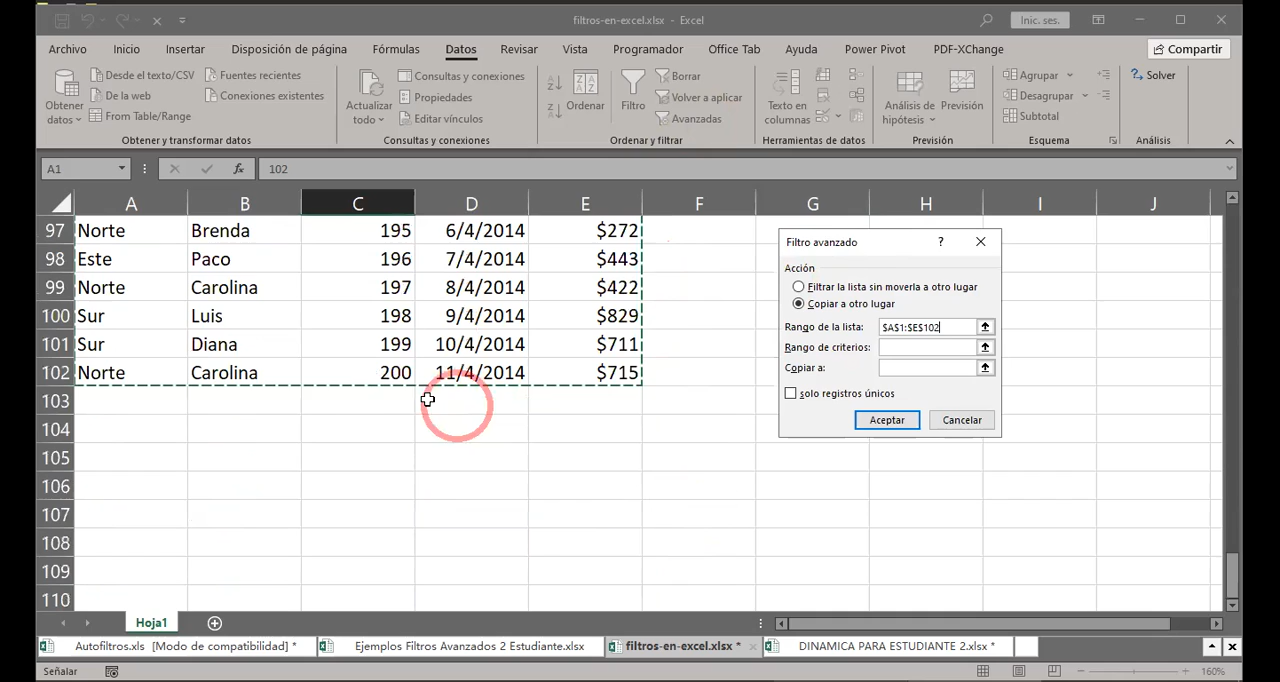 filtros-en-excel.xlsx - Excel
Inic. ses.
Archivo Inicio Insertar Disposición de página Fórmulas Datos Revisar Vista Programador Office Tab Ayuda Power Pivot PDF-XChange Compartir
Obtener datos
Desde el texto/CSV
De la web
From Table/Range
Fuentes recientes
Conexiones existentes
Obtener y transformar datos
Actualizar todo
Consultas y conexiones
Propiedades
Editar vínculos
Consultas y conexiones
Ordenar
Filtro
Borrar
Volver a aplicar
Avanzadas
Ordenar y filtrar
Texto en columnas
Herramientas de datos
Análisis de hipótesis
Previsión
Previsión
Agrupar
Desagrupar
Subtotal
Esquema
Solver
Análisis
A1 fx 102
A B C D E F G H I J
97 Norte Brenda 195 6/4/2014 $272
98 Este Paco 196 7/4/2014 $443
99 Norte Carolina 197 8/4/2014 $422
100 Sur Luis 198 9/4/2014 $829
101 Sur Diana 199 10/4/2014 $711
102 Norte Carolina 200 11/4/2014 $715
103
104
105
106
107
108
109
110
Filtro avanzado ?
Acción
Filtrar la lista sin moverla a otro lugar
Copiar a otro lugar
Rango de la lista: $A$1:$E$102
Rango de criterios:
Copiar a:
solo registros únicos
Aceptar Cancelar
Hoja1
Autofiltros.xls [Modo de compatibilidad] * Ejemplos Filtros Avanzados 2 Estudiante.xlsx filtros-en-excel.xlsx * DINAMICA PARA ESTUDIANTE 2.xlsx *
Señalar 160%